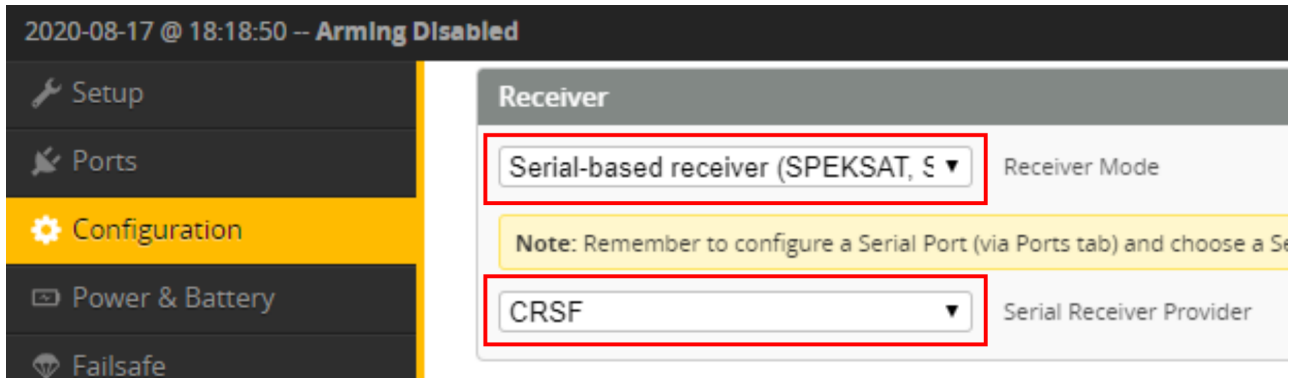 2020-08-17 @ 18:18:50 -- Arming Disabled
Setup
Ports
Configuration
Power & Battery
Failsafe
Receiver
Serial-based receiver (SPEKSAT, S
Receiver Mode
Note: Remember to configure a Serial Port (via Ports tab) and choose a Se
CRSF
Serial Receiver Provider